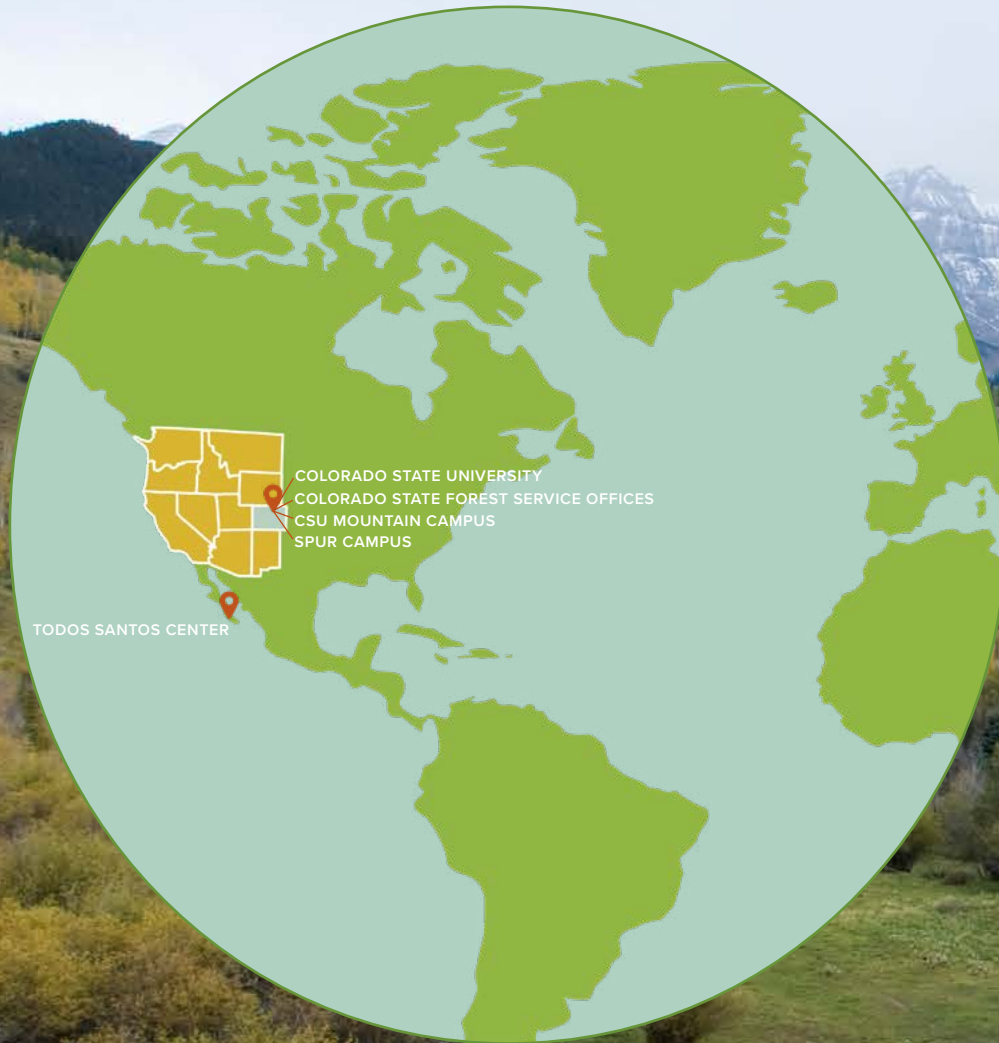 COLORADO STATE UNIVERSITY
COLORADO STATE FOREST SERVICE OFFICES
CSU MOUNTAIN CAMPUS
SPUR CAMPUS
TODOS SANTOS CENTER